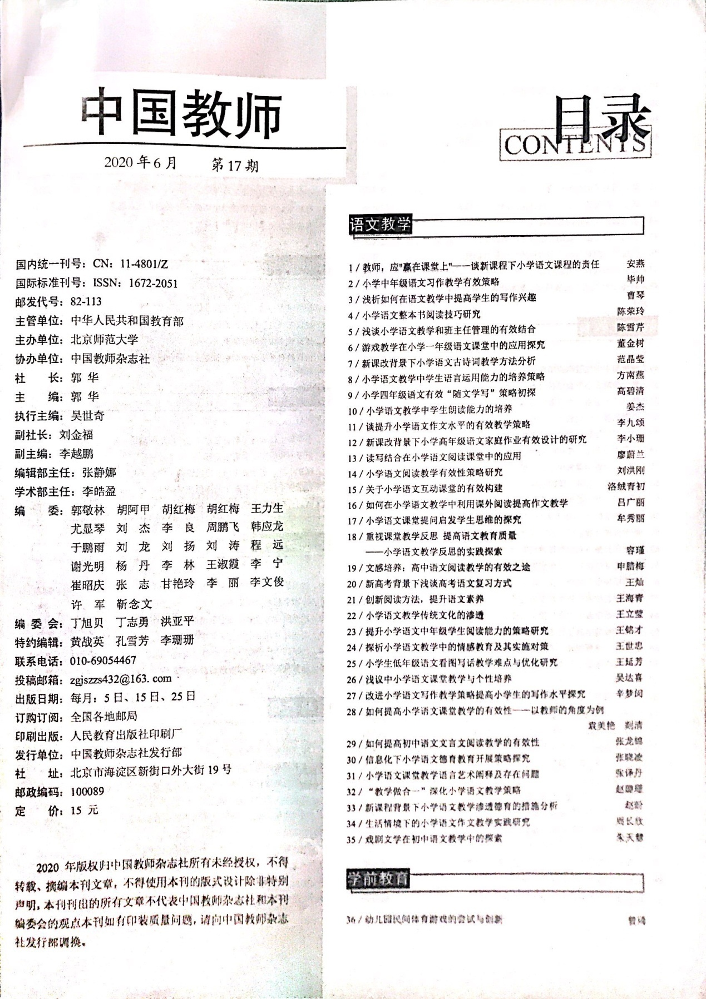 中国教师
2020 年 6 月 第 17 期
国内统一刊号：CN：11-4801/Z
国际标准刊号：ISSN：1672-2051
邮发代号：82-113
主管单位：中华人民共和国教育部
主办单位：北京师范大学
协办单位：中国教师杂志社
社 长：郭 华
主 编：郭 华
执行主编：吴世奇
副社长：刘金福
副主编：李越鹏
编辑部主任：张静娜
学术部主任：李皓盈
编 委：郭敬林 胡阿甲 胡红梅 胡红梅 王力生
尤显琴 刘 杰 李 良 周鹏飞 韩应龙
于鹏雨 刘 龙 刘 扬 刘 涛 程 远
谢光明 杨 丹 李 林 王淑霞 李 宁
崔昭庆 张 志 甘艳玲 李 丽 李文俊
许 军 靳念文
编 委 会：丁旭贝 丁志勇 洪亚平
特约编辑：黄战英 孔雪芳 李珊珊
联系电话：010-69054467
投稿邮箱：zgjszzs432@163.com
出版日期：每月：5 日、15 日、25 日
订购订阅：全国各地邮局
印刷出版：人民教育出版社印刷厂
发行单位：中国教师杂志社发行部
社 址：北京市海淀区新街口外大街 19 号
邮政编码：100089
定 价：15 元
2020 年版权归中国教师杂志社所有未经授权，不得
转载、摘编本刊文章，不得使用本刊的版式设计除非特别
声明，本刊刊出的所有文章不代表中国教师杂志社和本刊
编委会的观点本刊如有印装质量问题，请向中国教师杂志
社发行部调换。
目录
CONTENTS
语文教学
1 / 教师，应"赢在课堂上"——谈新课程下小学语文课程的责任 安燕
2 / 小学中年级语文习作教学有效策略 毕帅
3 / 浅析如何在语文教学中提高学生的写作兴趣 曹琴
4 / 小学语文整本书阅读技巧研究 陈荣玲
5 / 浅谈小学语文教学和班主任管理的有效结合 陈雪芹
6 / 游戏教学在小学一年级语文课堂中的应用探究 董金树
7 / 新课改背景下小学语文古诗词教学方法分析 范晶莹
8 / 小学语文教学中学生语言运用能力的培养策略 方南燕
9 / 小学四年级语文有效“随文学写”策略初探 高碧清
10 / 小学语文教学中学生朗读能力的培养 姜杰
11 / 谈提升小学语文作文水平的有效教学策略 李九颂
12 / 新课改背景下小学高年级语文家庭作业有效设计的研究 李小珊
13 / 读写结合在小学语文阅读课堂中的应用 廖蔚兰
14 / 小学语文阅读教学有效性策略研究 刘洪刚
15 / 关于小学语文互动课堂的有效构建 洛绒青初
16 / 如何在小学语文教学中利用课外阅读提高作文教学 吕广丽
17 / 小学语文课堂提问启发学生思维的探究 牟秀丽
18 / 重视课堂教学反思 提高语文教育质量
——小学语文教学反思的实践探索 容瑾
19 / 文感培养：高中语文阅读教学的有效之途 申腊梅
20 / 新高考背景下浅谈高考语文复习方式 王灿
21 / 创新阅读方法，提升语文素养 王海青
22 / 小学语文教学传统文化的渗透 王立莹
23 / 提升小学语文中年级学生阅读能力的策略研究 王铭才
24 / 探析小学语文教学中的情感教育及其实施对策 王世忠
25 / 小学生低年级语文看图写话教学难点与优化研究 王延芳
26 / 浅议中小学语文课堂教学与个性培养 吴达喜
27 / 改进小学语文写作教学策略提高小学生的写作水平探究 辛梦闵
28 / 如何提高小学语文课堂教学的有效性——以教师的角度为例
袁美艳 清
29 / 如何提高初中语文文言文阅读教学的有效性 张龙锦
30 / 信息化下小学语文德育教育开展策略探究 张晓凌
31 / 小学语文课堂教学语言艺术阐释及存在问题 张译丹
32 / “教学做合一”深化小学语文教学策略 赵
33 / 新课程背景下小学语文教学渗透德育的措施分析 赵盼
34 / 生活情境下的小学语文作文教学实践研究 周长
35 / 戏剧文学在初中语文教学中的探索 朱天慧
学前教育
36 / 幼儿园民间体育游戏的尝试与创新 曾